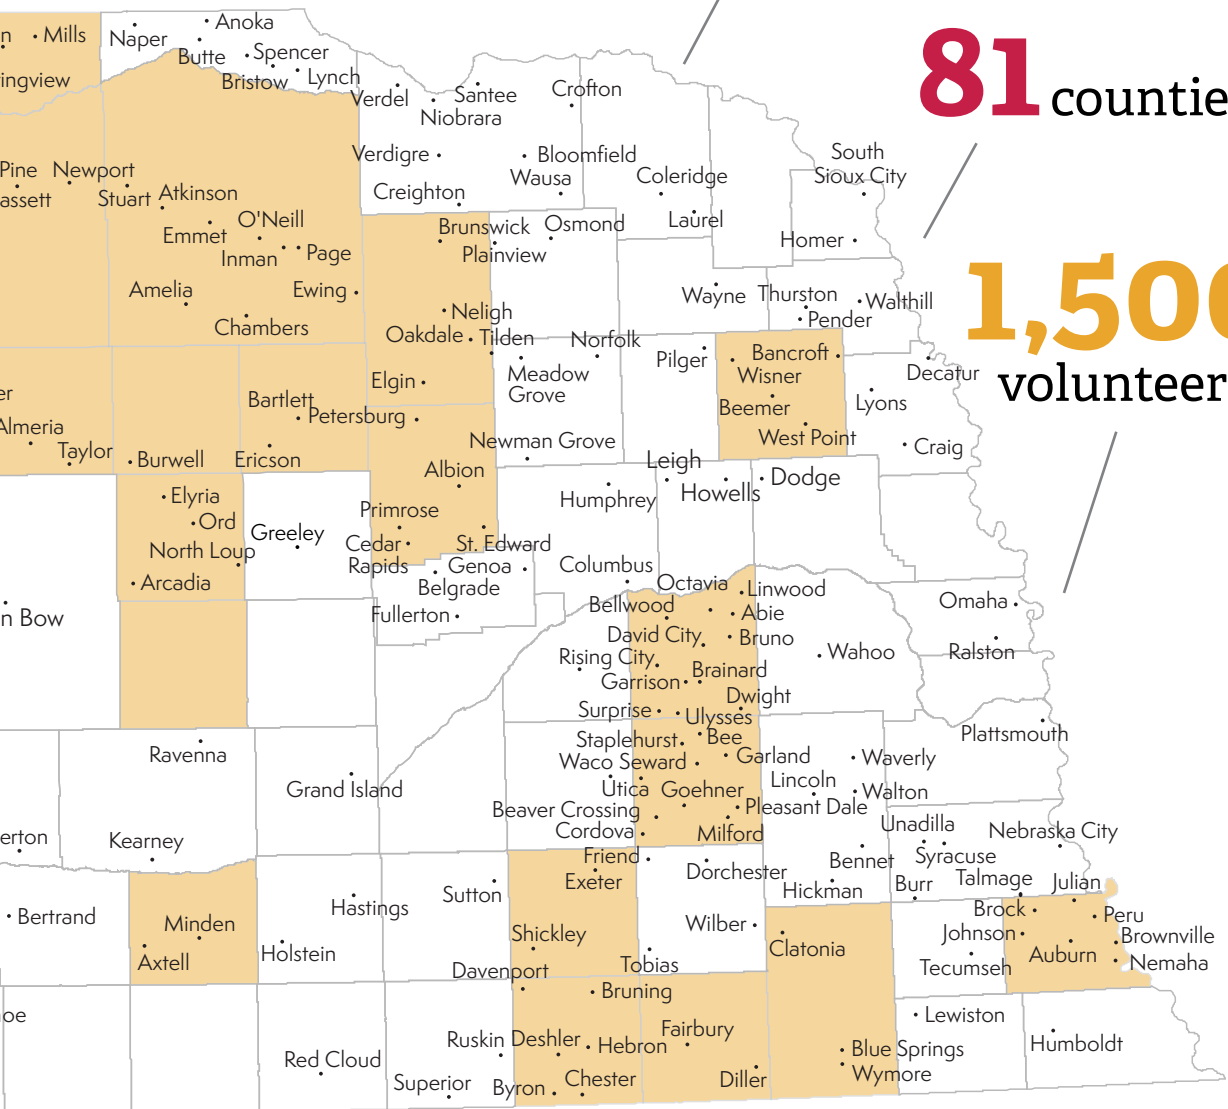 Anoka
Mills
Naper
Butte
Spencer
ingview
Bristow
Lynch
Verdel
Santee
Crofton
Niobrara
81 countie
Verdigre
Bloomfield
South
Sioux City
Pine
Newport
Wausa
Coleridge
assett
Stuart
Atkinson
Creighton
O'Neill
Brunswick
Osmond
Laurel
Emmet
Homer
Inman
Page
Plainview
Amelia
Ewing
Wayne
Thurston
Walthill
1,500
volunteer
Chambers
Neligh
Pender
Oakdale
Tilden
Norfolk
Pilger
Bancroft
Wisner
Decatur
er
Elgin
Meadow
Grove
Bartlett
Petersburg
Beemer
Lyons
Almeria
Newman Grove
West Point
Craig
Taylor
Burwell
Ericson
Albion
Leigh
Dodge
Elyria
Humphrey
Howells
Ord
Primrose
Greeley
North Loup
Cedar
Rapids
St. Edward
Genoa
Columbus
Arcadia
Belgrade
Octavia
Linwood
n Bow
Fullerton
Bellwood
Abie
Omaha
David City
Bruno
Rising City
Brainard
Wahoo
Ralston
Garrison
Dwight
Surprise
Ulysses
Staplehurst
Bee
Plattsmouth
Ravenna
Waco
Seward
Garland
Waverly
Grand Island
Utica
Goehner
Lincoln
Walton
Beaver Crossing
Pleasant Dale
Cordova
Milford
Unadilla
Nebraska City
erton
Kearney
Friend
Dorchester
Bennet
Syracuse
Exeter
Hickman
Burr
Talmage
Julian
Sutton
Hastings
Bertrand
Minden
Wilber
Brock
Peru
Shickley
Johnson
Brownville
Axtell
Holstein
Clatonia
Auburn
Nemaha
Davenport
Tobias
Tecumseh
Bruning
oe
Fairbury
Lewiston
Ruskin
Deshler
Hebron
Blue Springs
Humboldt
Red Cloud
Superior
Byron
Chester
Diller
Wymore